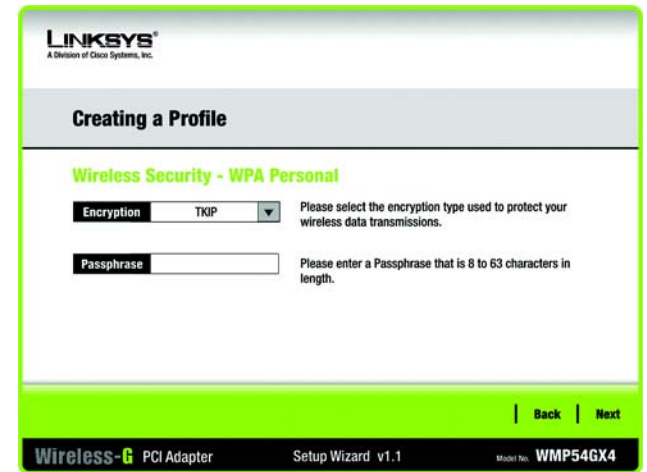 LINKSYS®
A Division of Cisco Systems, Inc.
Creating a Profile
Wireless Security - WPA Personal
Encryption TKIP Please select the encryption type used to protect your
wireless data transmissions.
Passphrase Please enter a Passphrase that is 8 to 63 characters in
length.
Back Next
Wireless-G PCI Adapter Setup Wizard v1.1 Model No. WMP54GX4